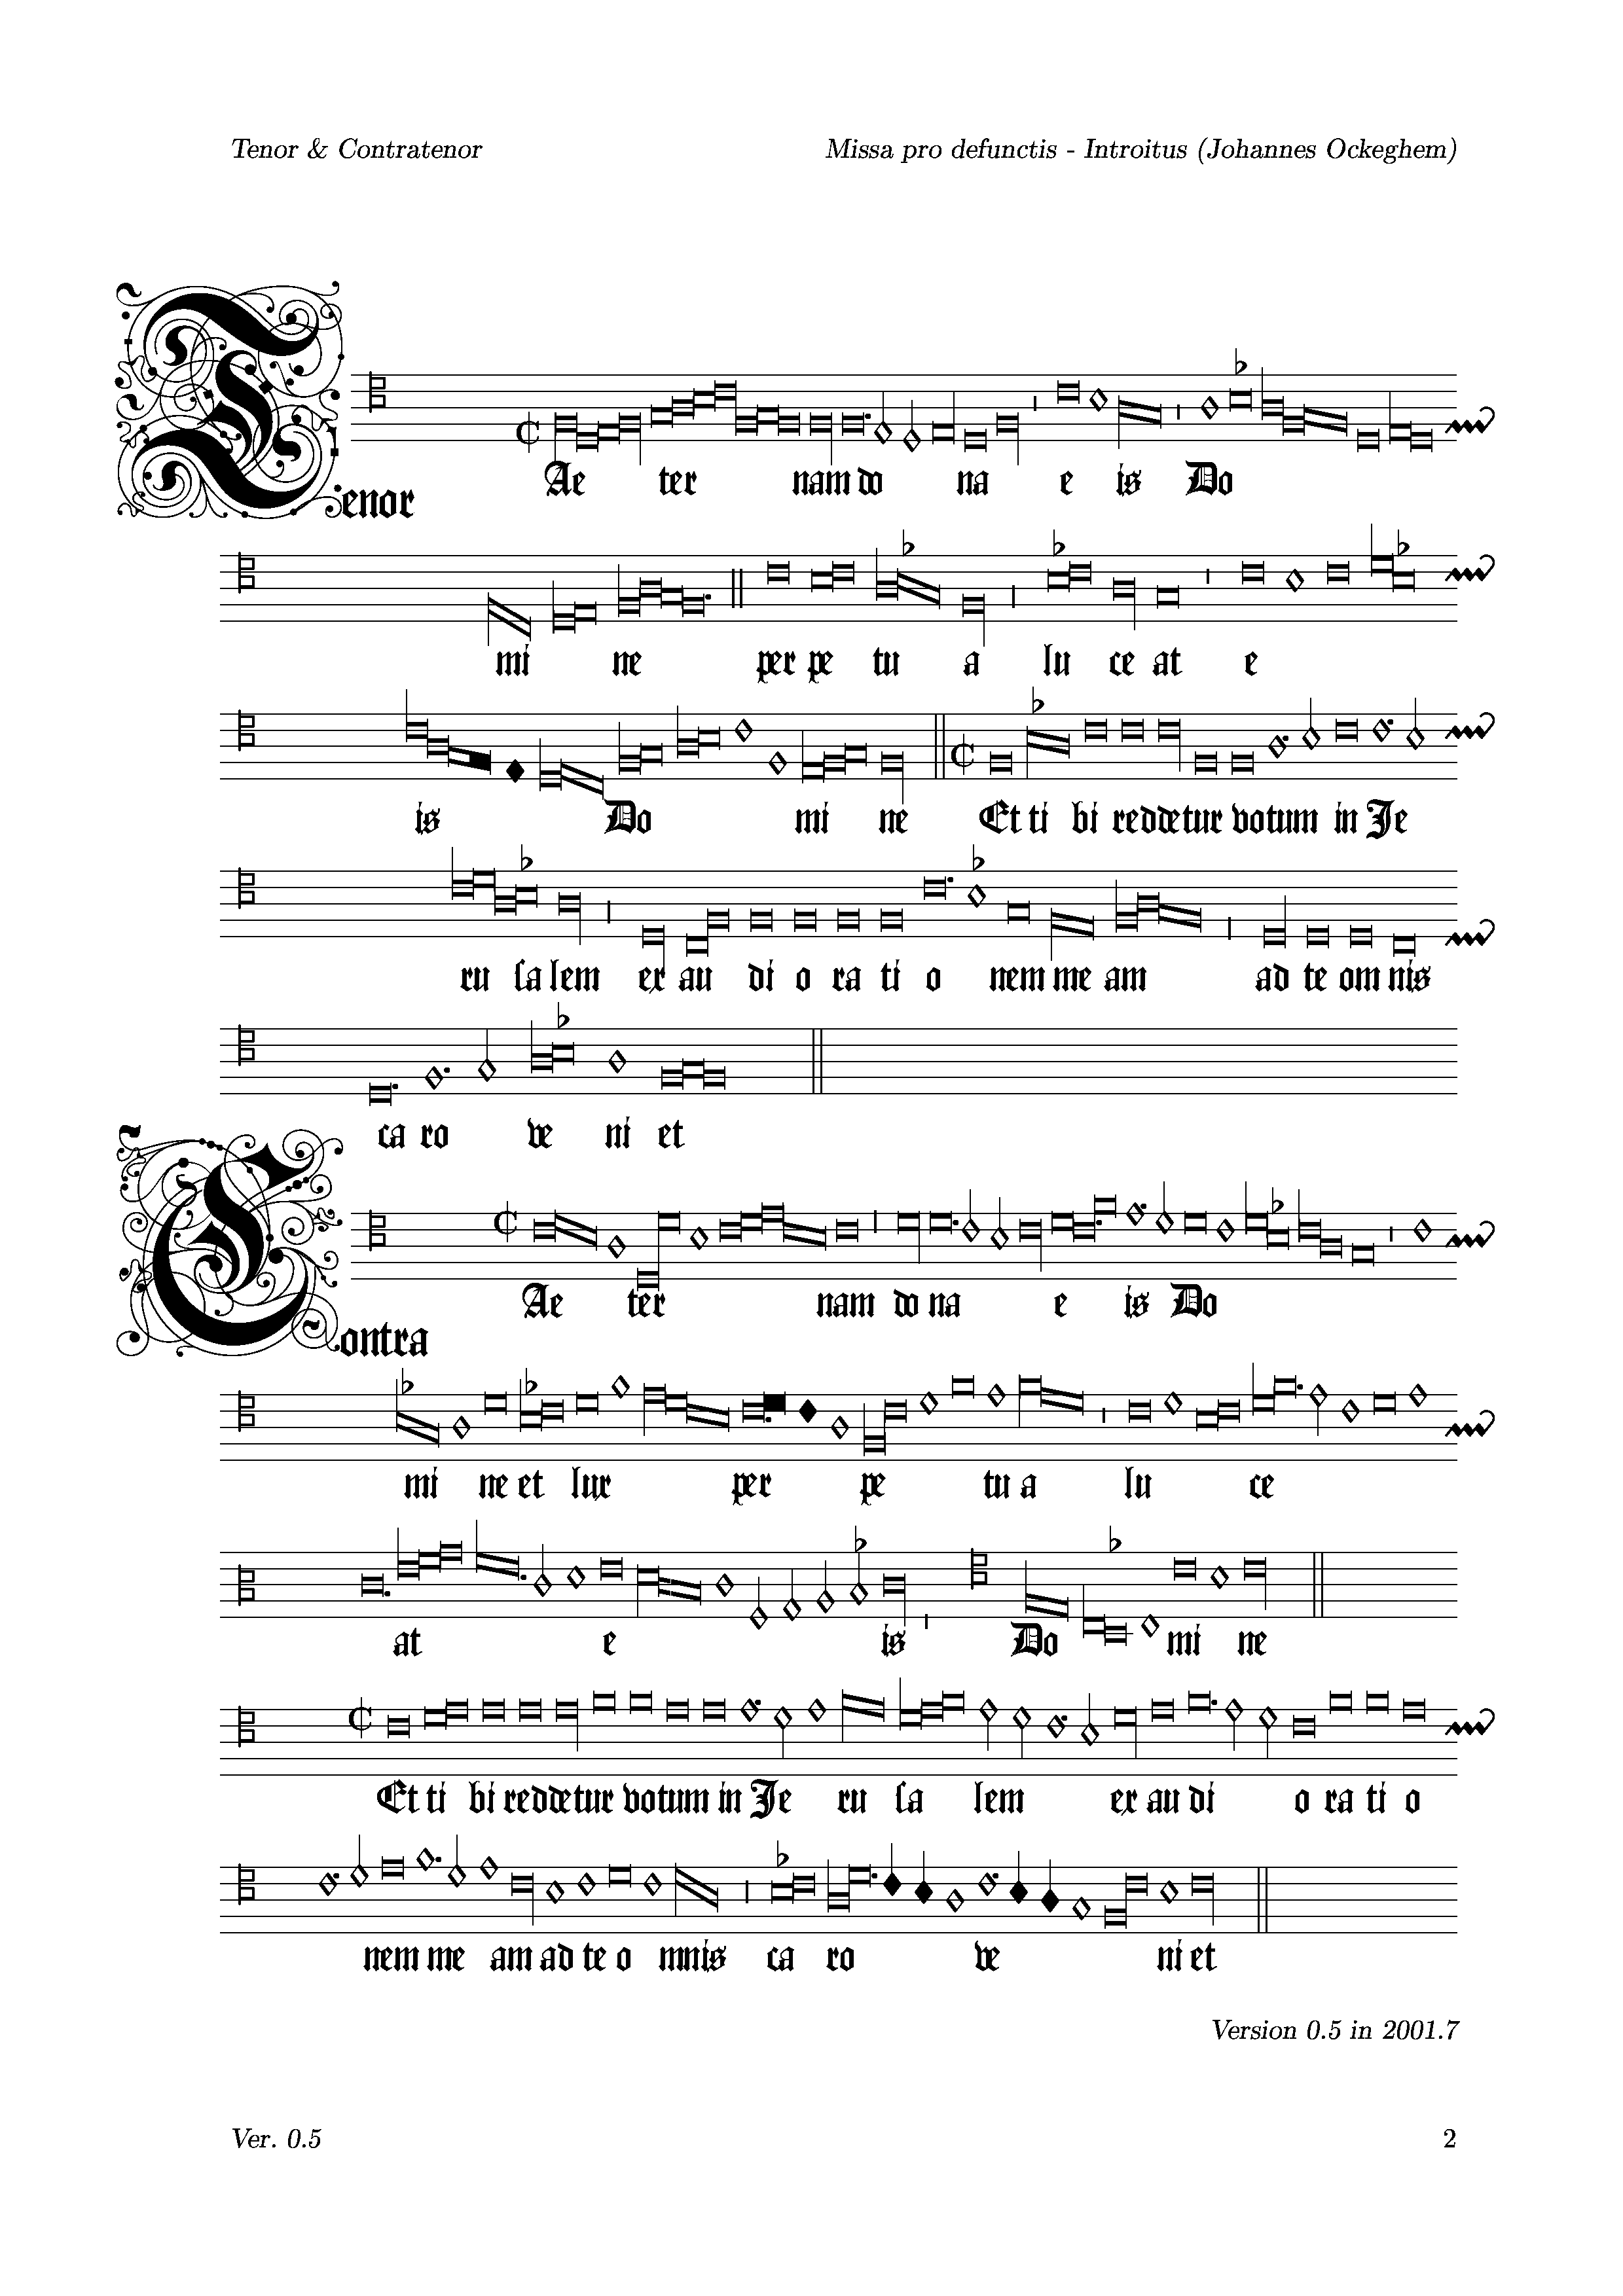 Tenor & Contratenor Missa pro defunctis - Introitus (Johannes Ockeghem)
Ae ter nam do na e is Do
Tenor
mi ne per pe tu a lu ce at e
is Do mi ne Et ti bi reddetur votum in Je
ru ſa lem ex au di o ra ti o nem me am ad te om nis
ca ro ve ni et
Ae ter nam do na e is Do
Contra
mi ne et lux per pe tu a lu ce
at e is Do mi ne
Et ti bi reddetur votum in Je ru ſa lem ex au di o ra ti o
nem me am ad te o mnis ca ro ve ni et
Version 0.5 in 2001.7
Ver. 0.5 2